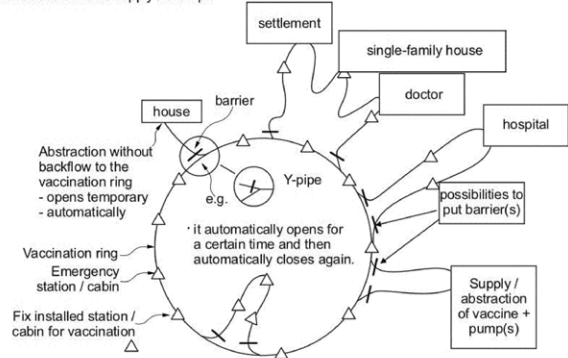 settlement
single-family house
doctor
hospital
house
barrier
Abstraction without
backflow to the
vaccination ring
- opens temporary
- automatically
e.g.
Y-pipe
possibilities to
put barrier(s)
· it automatically opens for
a certain time and then
automatically closes again.
Vaccination ring
Emergency
station / cabin
Fix installed station /
cabin for vaccination
Supply /
abstraction
of vaccine +
pump(s)